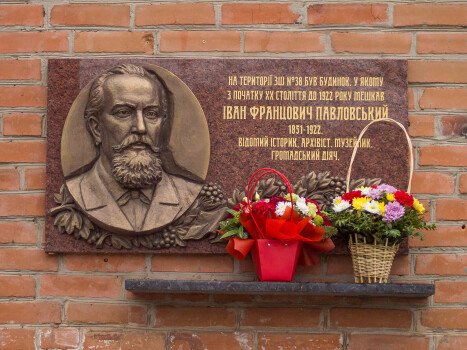 НА ТЕРИТОРІЇ ЗШ №38 БУВ БУДИНОК, У ЯКОМУ
З ПОЧАТКУ ХХ СТОЛІТТЯ ДО 1922 РОКУ МЕШКАВ
ІВАН ФРАНЦОВИЧ ПАВЛОВСЬКИЙ
1851-1922.
ВІДОМИЙ ІСТОРИК, АРХІВІСТ, МУЗЕЙНИК,
ГРОМАДСЬКИЙ ДІЯЧ.